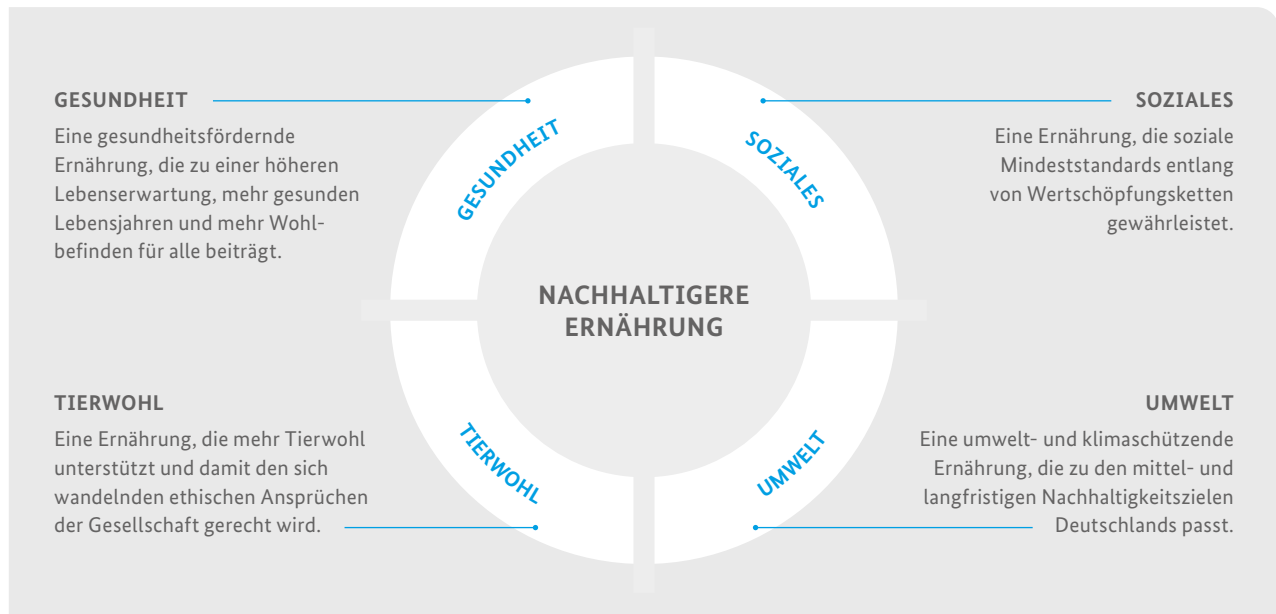 GESUNDHEIT
Eine gesundheitsfördernde
Ernährung, die zu einer höheren
Lebenserwartung, mehr gesunden
Lebensjahren und mehr Wohl-
befinden für alle beiträgt.
SOZIALES
Eine Ernährung, die soziale
Mindeststandards entlang
von Wertschöpfungsketten
gewährleistet.
GESUNDHEIT
SOZIALES
NACHHALTIGERE
ERNÄHRUNG
TIERWOHL
UMWELT
TIERWOHL
Eine Ernährung, die mehr Tierwohl
unterstützt und damit den sich
wandelnden ethischen Ansprüchen
der Gesellschaft gerecht wird.
UMWELT
Eine umwelt- und klimaschützende
Ernährung, die zu den mittel- und
langfristigen Nachhaltigkeitszielen
Deutschlands passt.